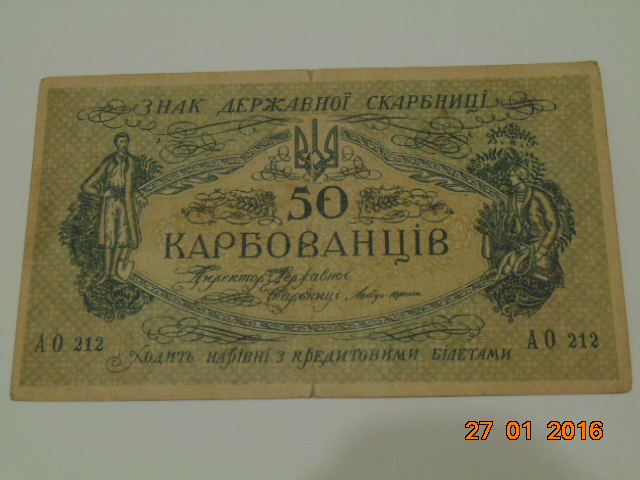 ЗНАК ДЕРЖАВНОЇ СКАРБНИЦІ
50
КАРБОВАНЦІВ
Директор Державної
Скарбниці
АО 212
АО 212
Ходить нарівні з кредитовими білетами
27 01 2016